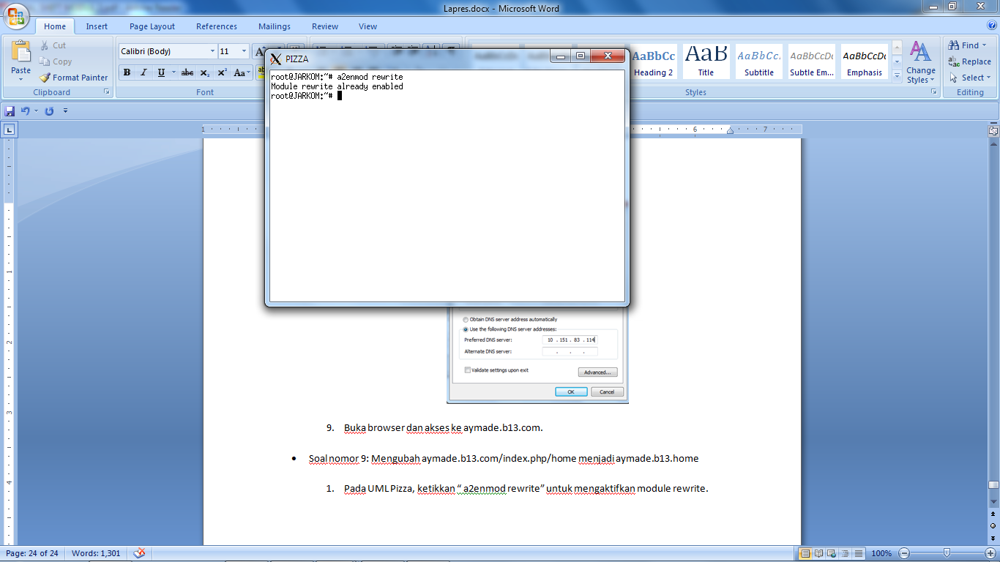 Lapres.docx - Microsoft Word
Home Insert Page Layout References Mailings Review View
Paste
Cut
Copy
Format Painter
Clipboard
Calibri (Body) 11
B I U abc x₂ x² Aa
Font
Heading 2
Title
Subtitle
Subtle Em...
Emphasis
Change Styles
Styles
Find
Replace
Select
Editing
PIZZA
root@JARKOM:~# a2enmod rewrite
Module rewrite already enabled
root@JARKOM:~#
Obtain DNS server address automatically
Use the following DNS server addresses:
Preferred DNS server: 10 . 151 . 83 . 114
Alternate DNS server: . . .
Validate settings upon exit
Advanced...
OK Cancel
9. Buka browser dan akses ke aymade.b13.com.
• Soal nomor 9: Mengubah aymade.b13.com/index.php/home menjadi aymade.b13.home
1. Pada UML Pizza, ketikkan “ a2enmod rewrite” untuk mengaktifkan module rewrite.
Page: 24 of 24 Words: 1,301 100%